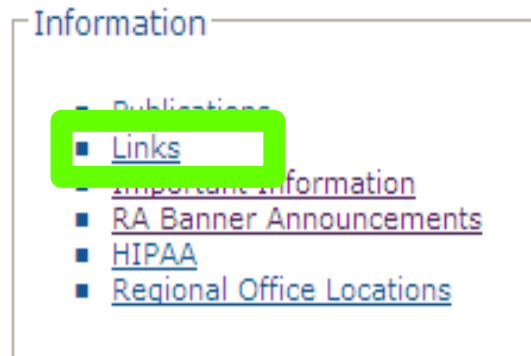 Information
Publications
Links
Important Information
RA Banner Announcements
HIPAA
Regional Office Locations